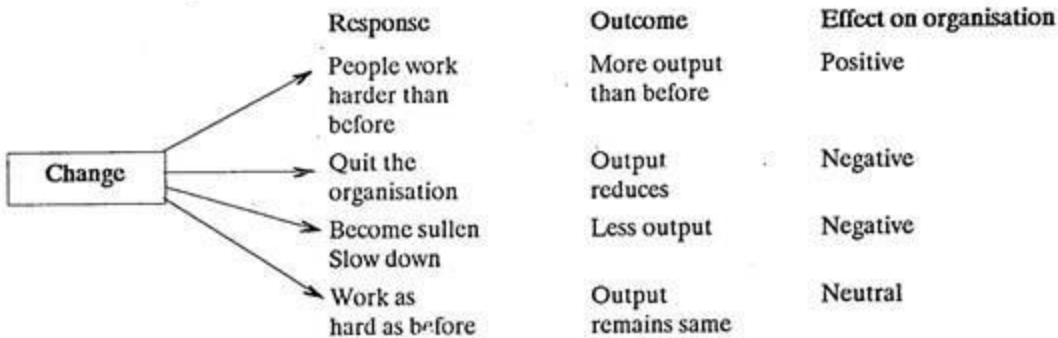 Response Outcome Effect on organisation
People work More output Positive
harder than than before
before
Change
Quit the Output Negative
organisation reduces
Become sullen Less output Negative
Slow down
Work as Output Neutral
hard as before remains same